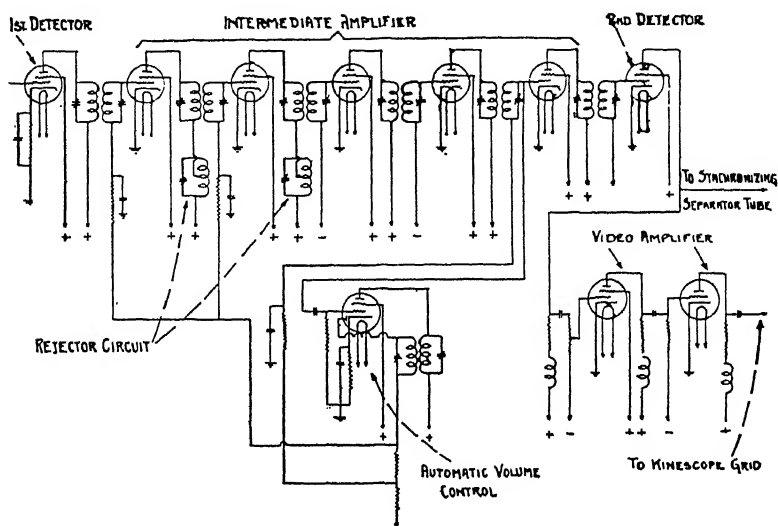 1ST DETECTOR
INTERMEDIATE AMPLIFIER
2ND DETECTOR
TO SYNCHRONIZING
SEPARATOR TUBE
VIDEO AMPLIFIER
REJECTOR CIRCUIT
AUTOMATIC VOLUME
CONTROL
TO KINESCOPE GRID